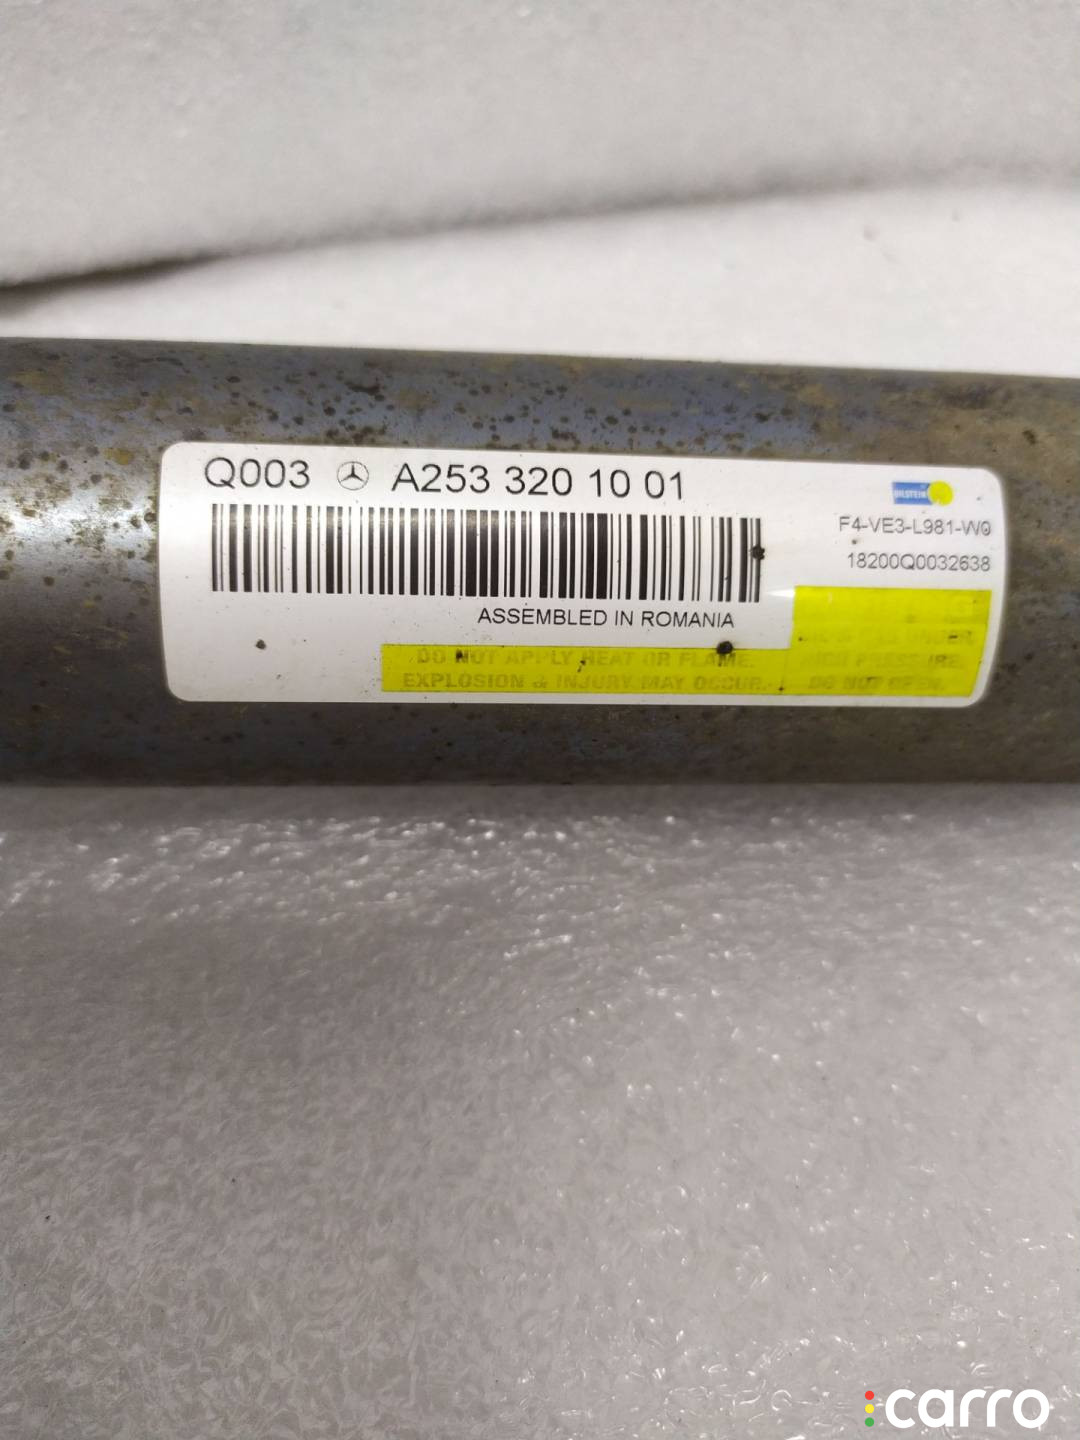 Q003 A253 320 10 01
BILSTEIN
F4-VE3-L981-W0
18200Q0032638
ASSEMBLED IN ROMANIA
DO NOT APPLY HEAT OR FLAME.
EXPLOSION & INJURY MAY OCCUR.
UNDER
HIGH PRESSURE.
DO NOT OPEN.
carro